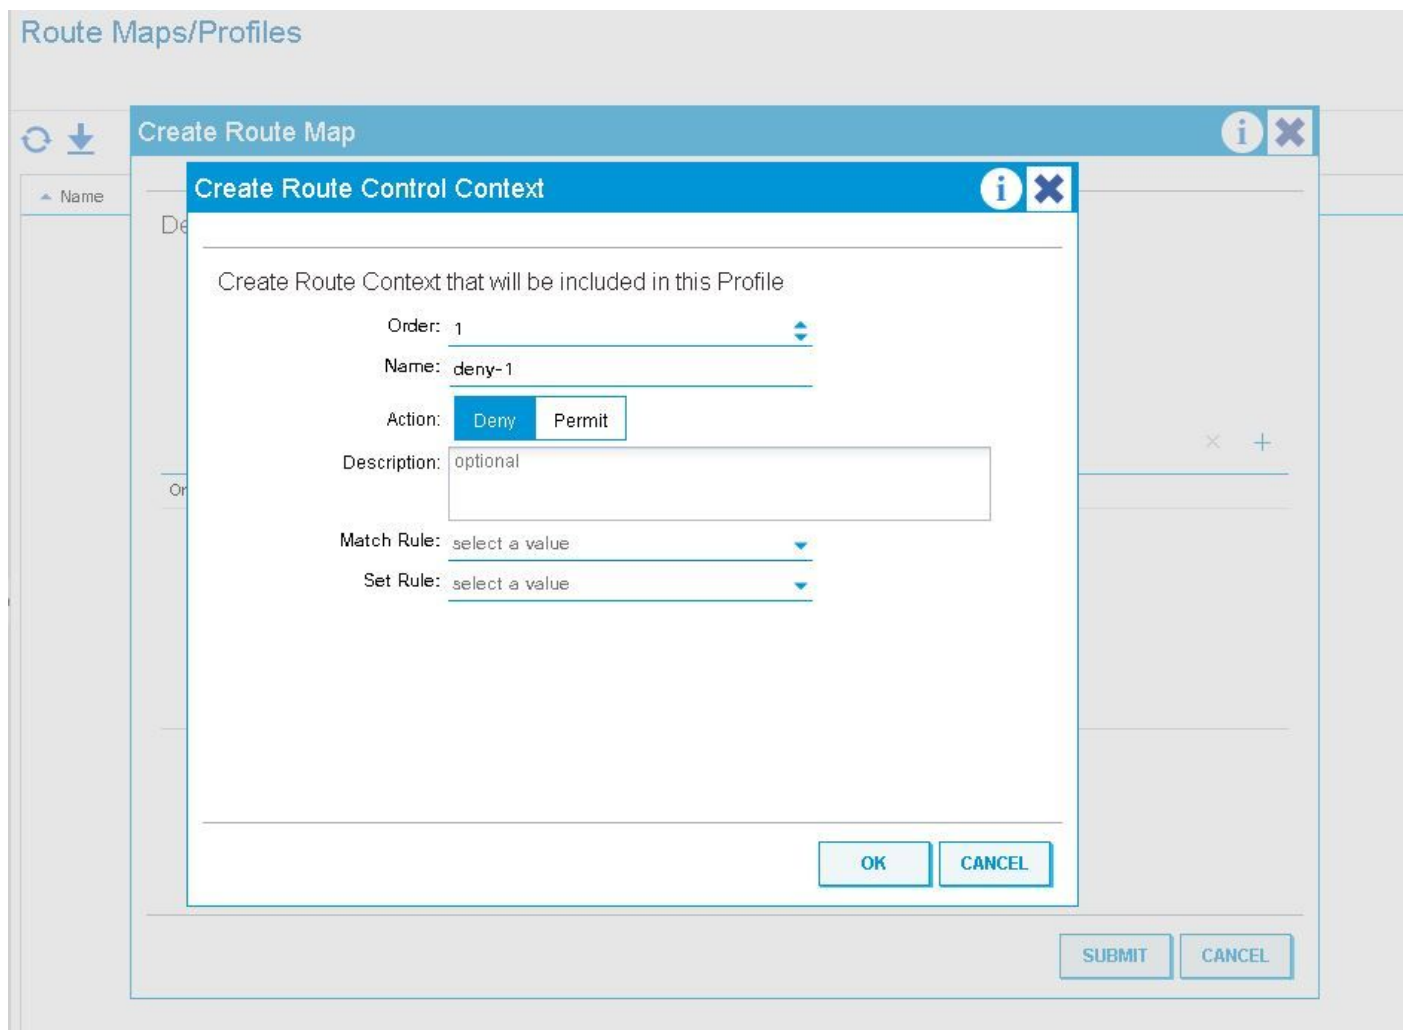 Route Maps/Profiles
Create Route Map
Name
Create Route Control Context
De
Create Route Context that will be included in this Profile
Order: 1
Name: deny-1
Action: Deny Permit
Description: optional
Or
Match Rule: select a value
Set Rule: select a value
OK CANCEL
SUBMIT CANCEL